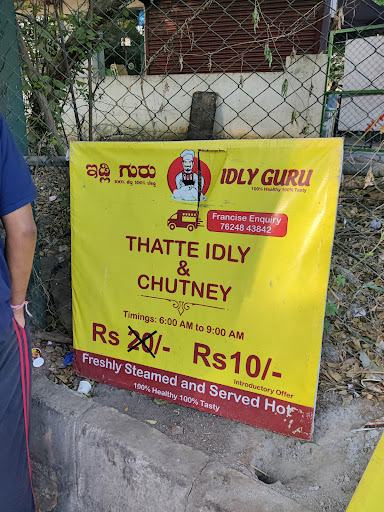 ಇಡ್ಲಿ ಗುರು
IDLY GURU
100% Healthy 100% Tasty
Francise Enquiry
76248 43842
THATTE IDLY
&
CHUTNEY
Timings: 6:00 AM to 9:00 AM
Rs 20/- Rs10/-
Introductory Offer
Freshly Steamed and Served Hot
100% Healthy 100% Tasty